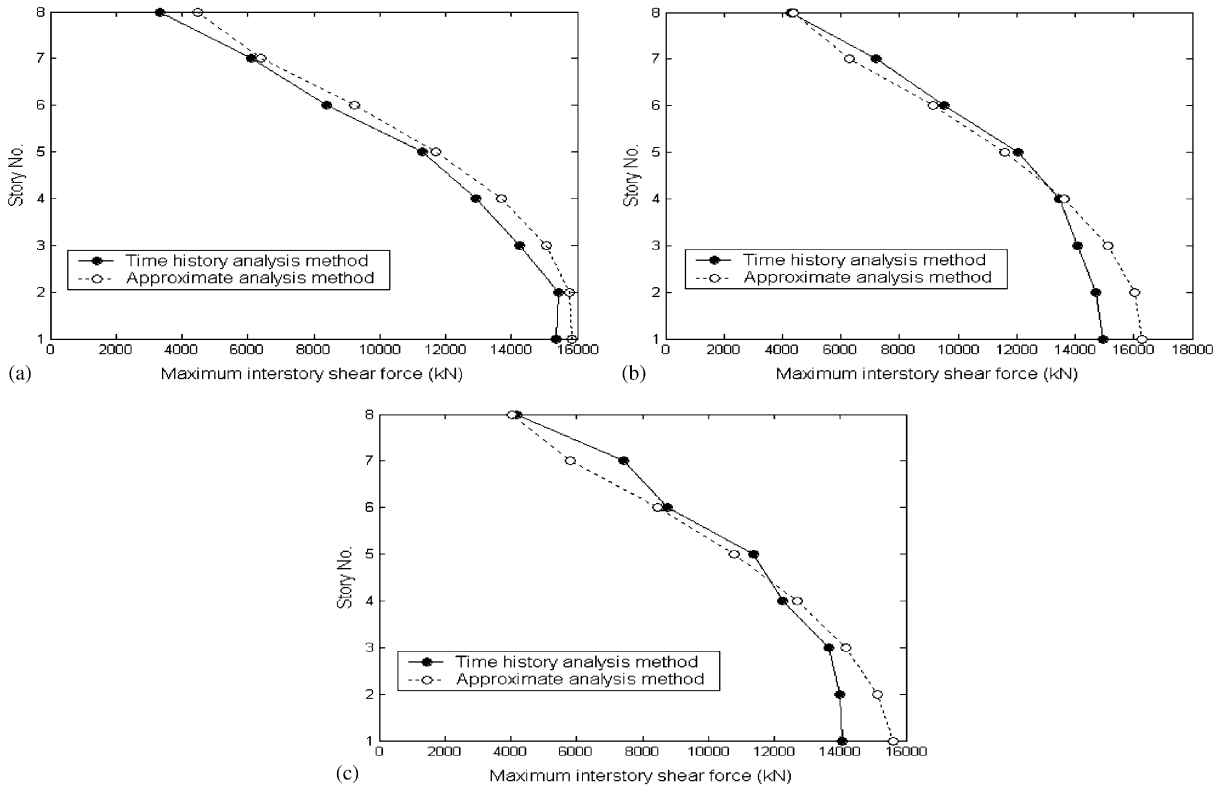 8
7
6
5
4
3
2
1
Story No.
Time history analysis method
Approximate analysis method
0 2000 4000 6000 8000 10000 12000 14000 16000
(a) Maximum interstory shear force (kN)
8
7
6
5
4
3
2
1
Story No.
Time history analysis method
Approximate analysis method
0 2000 4000 6000 8000 10000 12000 14000 16000 18000
(b) Maximum interstory shear force (kN)
8
7
6
5
4
3
2
1
Story No.
Time history analysis method
Approximate analysis method
0 2000 4000 6000 8000 10000 12000 14000 16000
(c) Maximum interstory shear force (kN)